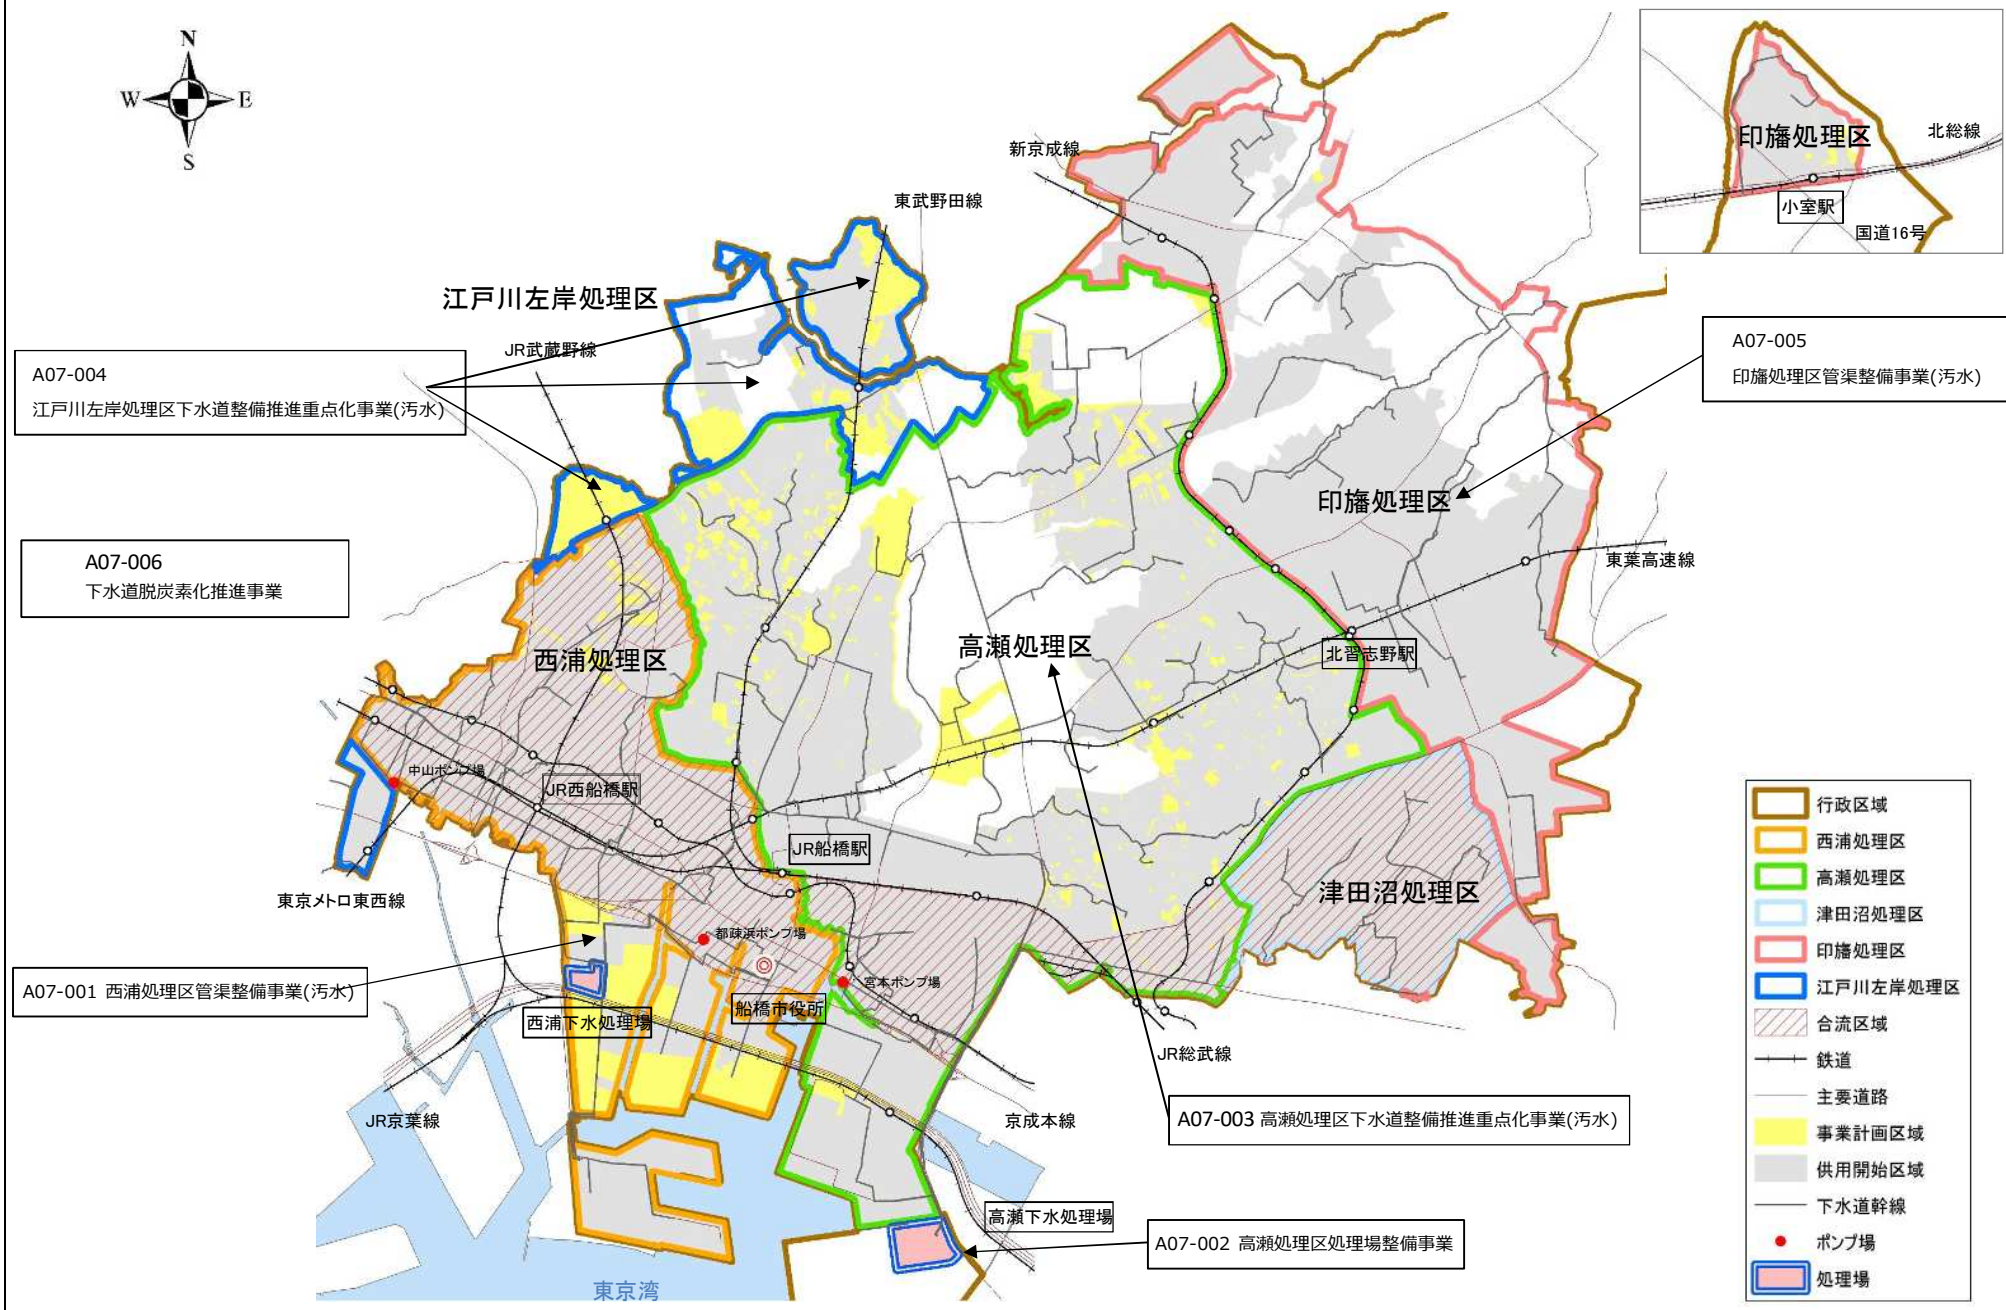 N
W
E
S
新京成線
東武野田線
江戸川左岸処理区
JR武蔵野線
印旛処理区
北総線
小室駅
国道16号
A07-004
江戸川左岸処理区下水道整備推進重点化事業(汚水)
A07-005
印旛処理区管渠整備事業(汚水)
印旛処理区
東葉高速線
A07-006
下水道脱炭素化推進事業
西浦処理区
高瀬処理区
北習志野駅
中山ポンプ場
JR西船橋駅
JR船橋駅
東京メトロ東西線
津田沼処理区
都疎浜ポンプ場
宮本ポンプ場
A07-001 西浦処理区管渠整備事業(汚水)
船橋市役所
西浦下水処理場
JR総武線
JR京葉線
京成本線
A07-003 高瀬処理区下水道整備推進重点化事業(汚水)
高瀬下水処理場
A07-002 高瀬処理区処理場整備事業
東京湾
行政区域
西浦処理区
高瀬処理区
津田沼処理区
印旛処理区
江戸川左岸処理区
合流区域
鉄道
主要道路
事業計画区域
供用開始区域
下水道幹線
ポンプ場
処理場